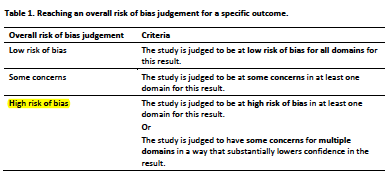 Table 1. Reaching an overall risk of bias judgement for a specific outcome.
Overall risk of bias judgement Criteria
Low risk of bias The study is judged to be at low risk of bias for all domains for
this result.
Some concerns The study is judged to be at some concerns in at least one
domain for this result.
High risk of bias The study is judged to be at high risk of bias in at least one
domain for this result.
Or
The study is judged to have some concerns for multiple
domains in a way that substantially lowers confidence in the
result.